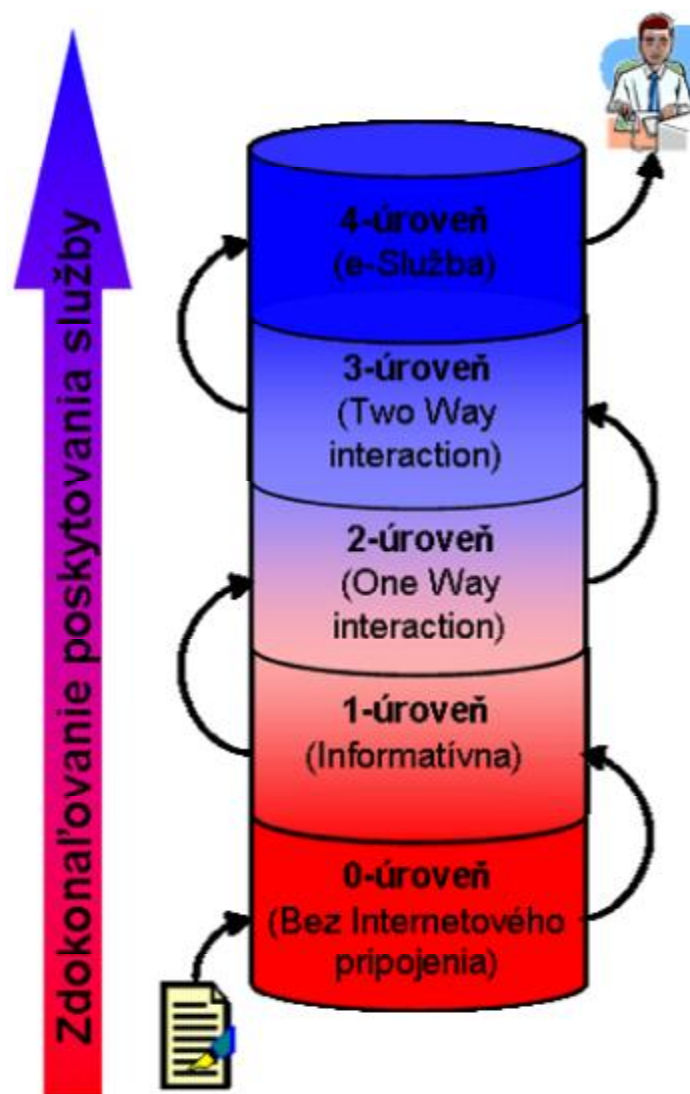 Zdokonaľovanie poskytovania služby
4-úroveň
(e-Služba)
3-úroveň
(Two Way
interaction)
2-úroveň
(One Way
interaction)
1-úroveň
(Informatívna)
0-úroveň
(Bez Internetového
pripojenia)